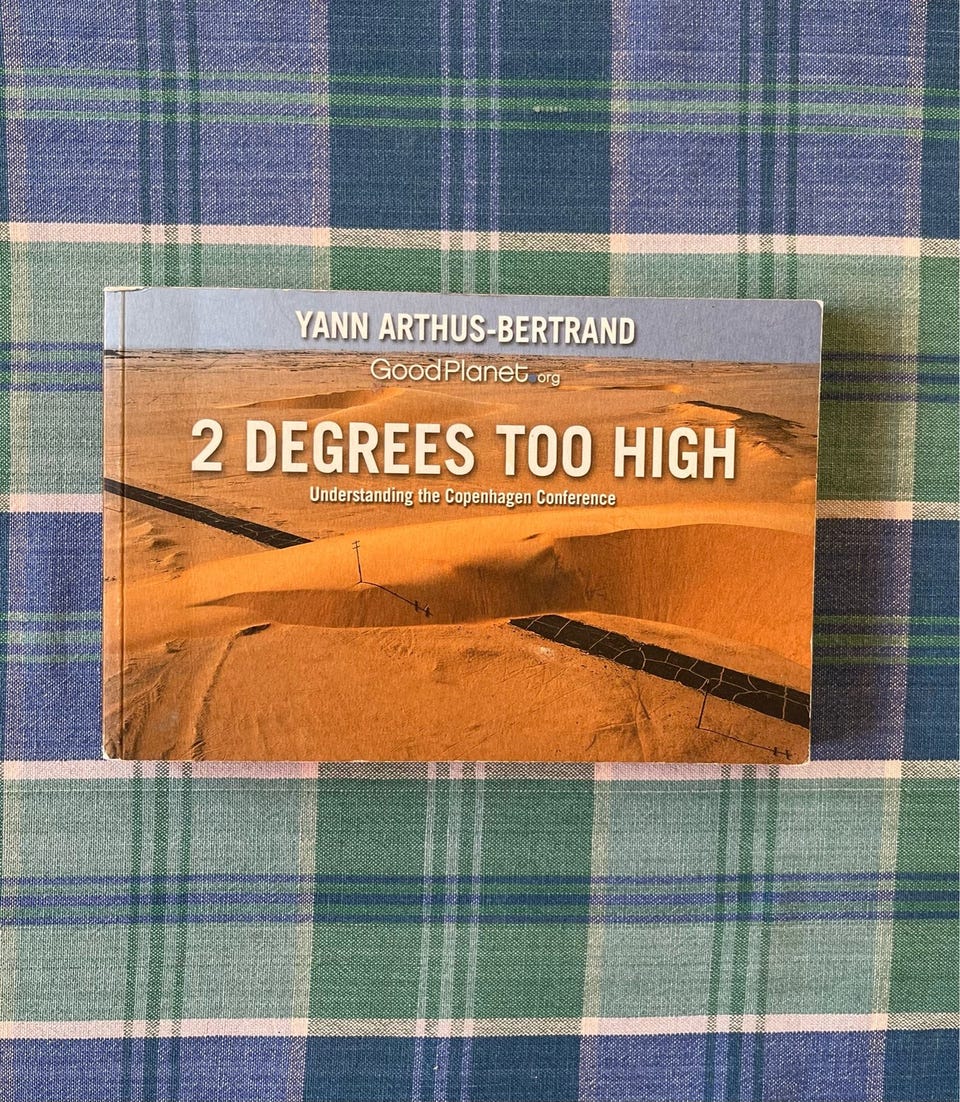 YANN ARTHUS-BERTRAND
GoodPlanet.org
2 DEGREES TOO HIGH
Understanding the Copenhagen Conference